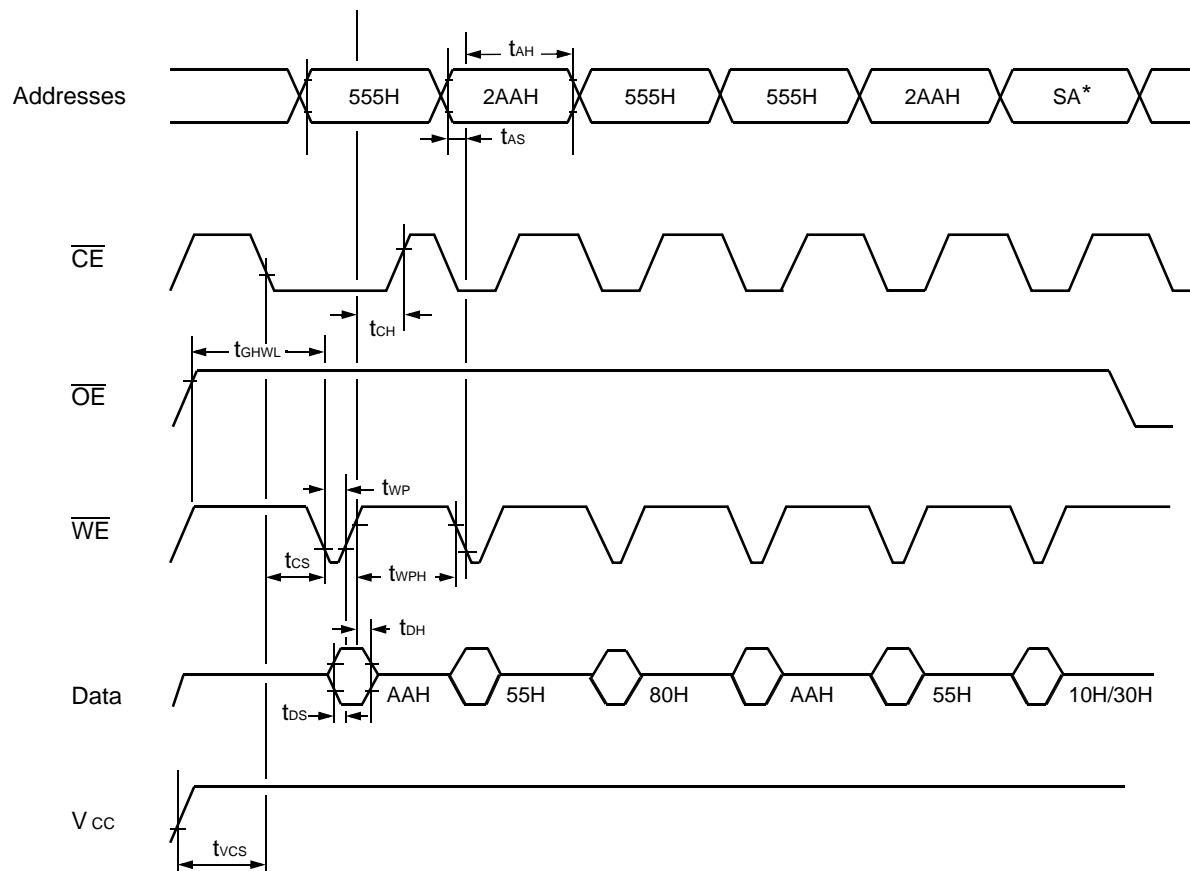 tAH
Addresses 555H 2AAH 555H 555H 2AAH SA*
tAS
CE
tCH
tGHWL
OE
tWP
WE
tCS tWPH
tDH
Data AAH 55H 80H AAH 55H 10H/30H
tDS
VCC
tVCS